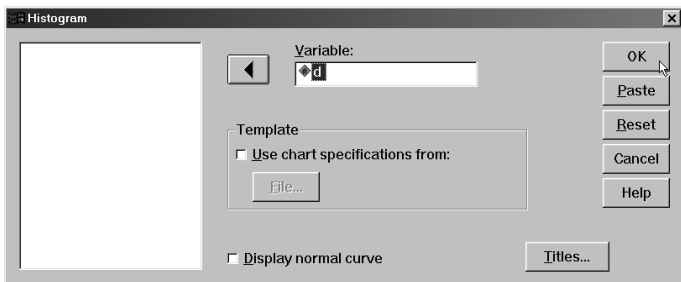 Histogram
Variable:
d
Template
Use chart specifications from:
File...
Display normal curve
Titles...
OK
Paste
Reset
Cancel
Help